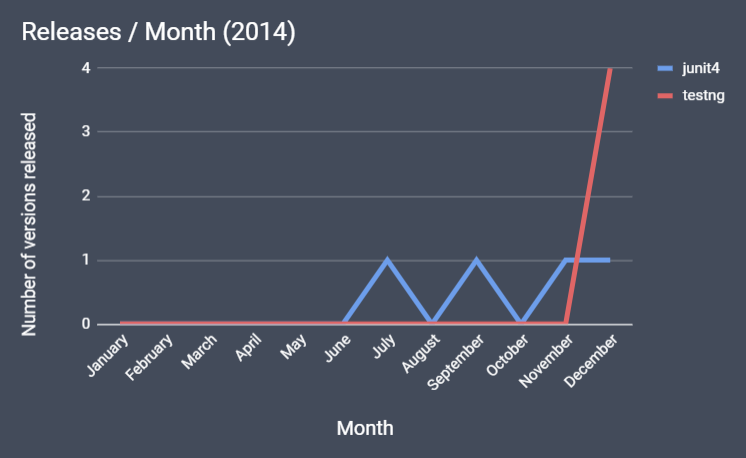 Releases / Month (2014)
junit4
testng
Number of versions released
4
3
2
1
0
January
February
March
April
May
June
July
August
September
October
November
December
Month